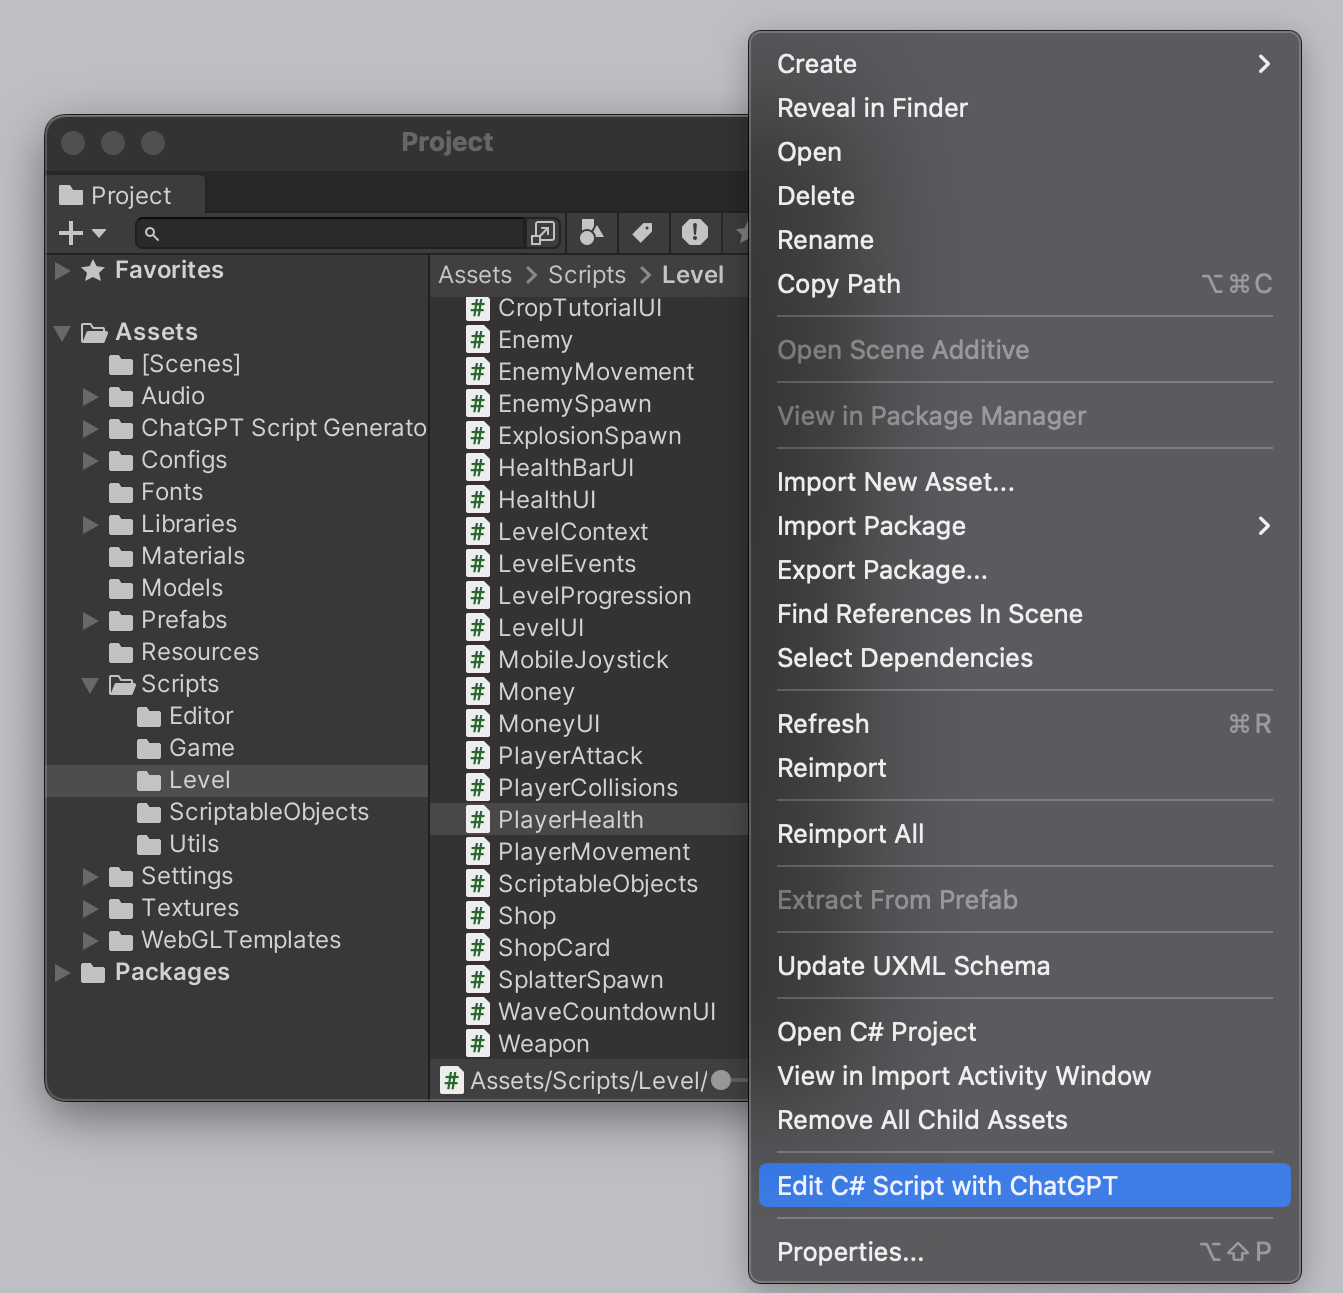 Project
Project
Favorites
Assets
[Scenes]
Audio
ChatGPT Script Generato
Configs
Fonts
Libraries
Materials
Models
Prefabs
Resources
Scripts
Editor
Game
Level
ScriptableObjects
Utils
Settings
Textures
WebGLTemplates
Packages
Assets > Scripts > Level
# CropTutorialUI
# Enemy
# EnemyMovement
# EnemySpawn
# ExplosionSpawn
# HealthBarUI
# HealthUI
# LevelContext
# LevelEvents
# LevelProgression
# LevelUI
# MobileJoystick
# Money
# MoneyUI
# PlayerAttack
# PlayerCollisions
# PlayerHealth
# PlayerMovement
# ScriptableObjects
# Shop
# ShopCard
# SplatterSpawn
# WaveCountdownUI
# Weapon
# Assets/Scripts/Level/
Create
Reveal in Finder
Open
Delete
Rename
Copy Path ⌥⌘C
Open Scene Additive
View in Package Manager
Import New Asset...
Import Package
Export Package...
Find References In Scene
Select Dependencies
Refresh ⌘R
Reimport
Reimport All
Extract From Prefab
Update UXML Schema
Open C# Project
View in Import Activity Window
Remove All Child Assets
Edit C# Script with ChatGPT
Properties... ⌥⇧P